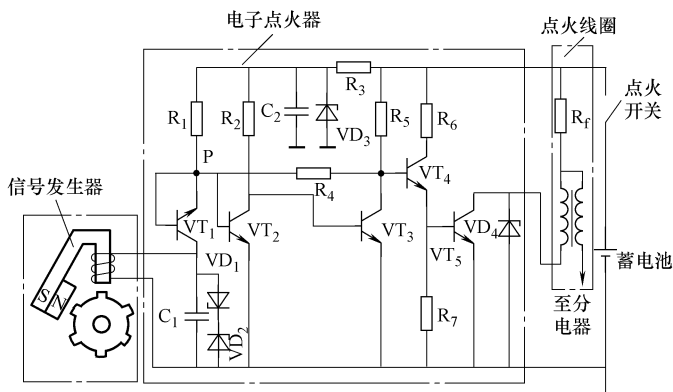 电子点火器
点火线圈
点火
开关
R₃
R₁
R₂
C₂
VD₃
R₅
R₆
R_f
P
R₄
VT₄
信号发生器
VT₁
VT₂
VT₃
VD₄
VT₅
蓄电池
VD₁
S N
C₁
VD₂
R₇
至分
电器